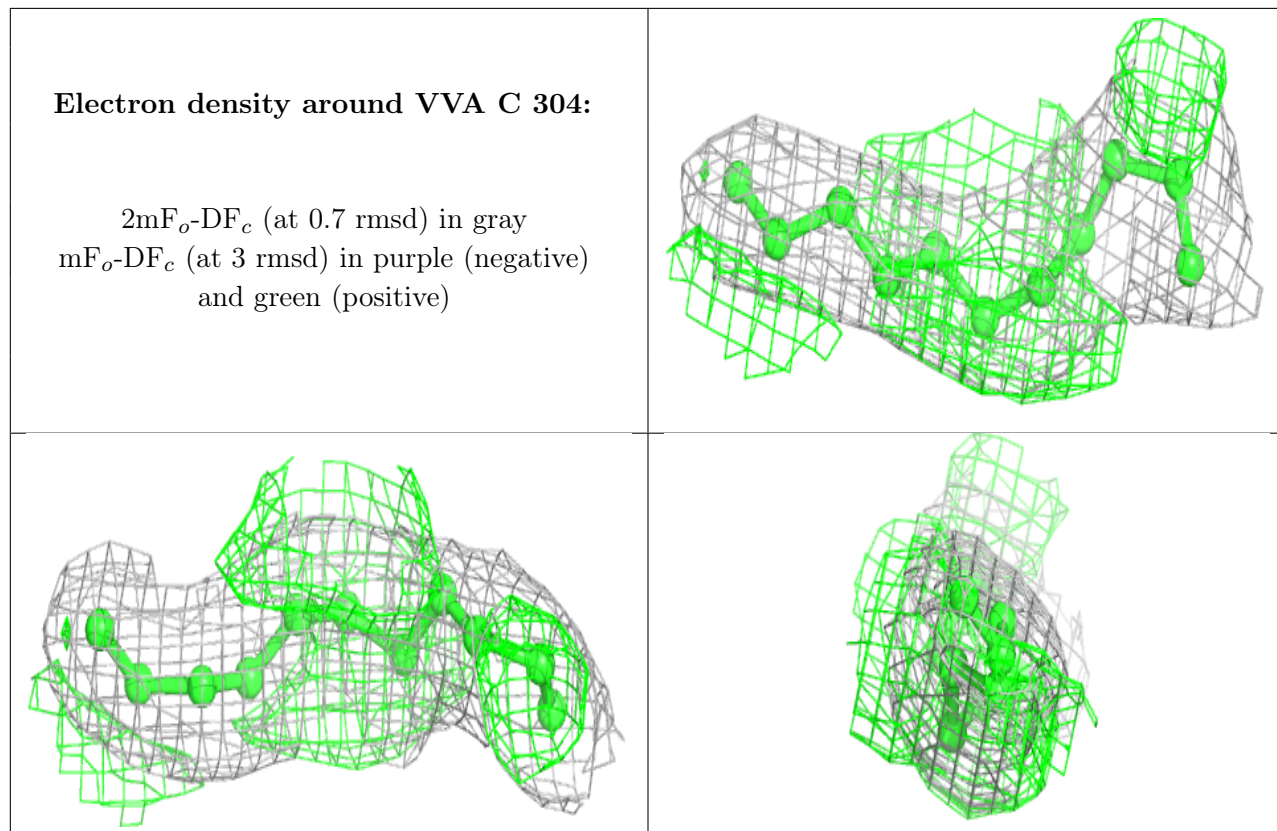 Electron density around VVA C 304:
2mFₒ-DF𝒸 (at 0.7 rmsd) in gray
mFₒ-DF𝒸 (at 3 rmsd) in purple (negative)
and green (positive)